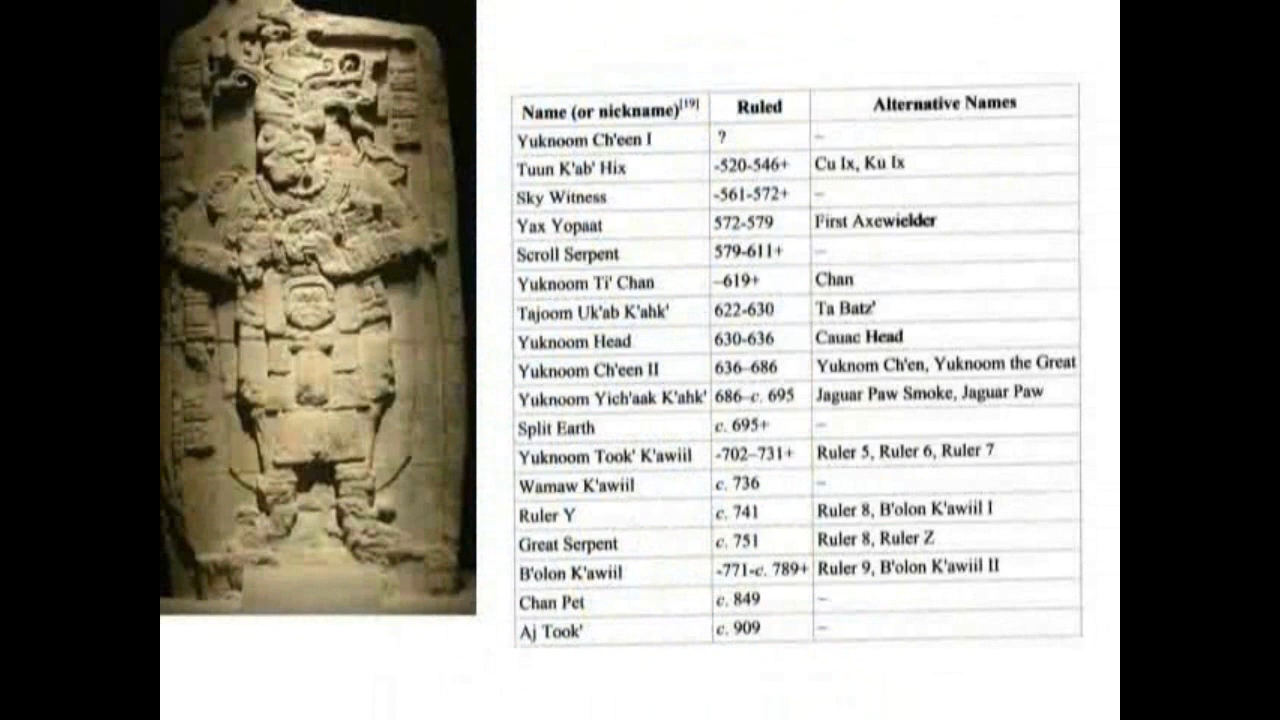 Name (or nickname)[19] Ruled Alternative Names
Yuknoom Ch'een I ? –
Tuun K'ab' Hix -520-546+ Cu Ix, Ku Ix
Sky Witness -561-572+ –
Yax Yopaat 572-579 First Axewielder
Scroll Serpent 579-611+ –
Yuknoom Ti' Chan –619+ Chan
Tajoom Uk'ab K'ahk' 622-630 Ta Batz'
Yuknoom Head 630-636 Cauac Head
Yuknoom Ch'een II 636–686 Yuknom Ch'en, Yuknoom the Great
Yuknoom Yich'aak K'ahk' 686–c. 695 Jaguar Paw Smoke, Jaguar Paw
Split Earth c. 695+ –
Yuknoom Took' K'awiil -702–731+ Ruler 5, Ruler 6, Ruler 7
Wamaw K'awiil c. 736 –
Ruler Y c. 741 Ruler 8, B'olon K'awiil I
Great Serpent c. 751 Ruler 8, Ruler Z
B'olon K'awiil -771-c. 789+ Ruler 9, B'olon K'awiil II
Chan Pet c. 849 –
Aj Took' c. 909 –